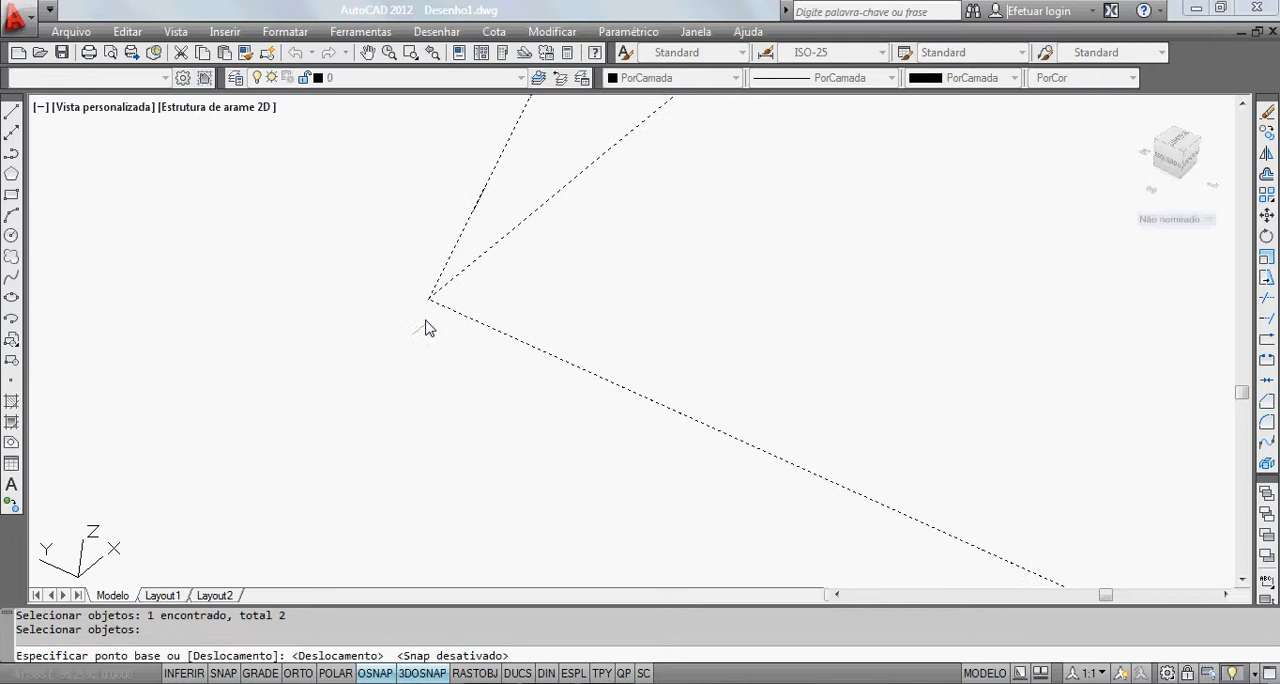 AutoCAD 2012 Desenho1.dwg
Digite palavra-chave ou frase
Efetuar login
Arquivo Editar Vista Inserir Formatar Ferramentas Desenhar Cota Modificar Paramétrico Janela Ajuda
Standard ISO-25 Standard Standard
0 PorCamada PorCamada PorCamada PorCor
[−] [Vista personalizada] [Estrutura de arame 2D ]
Não nomeado
Z
Y X
Modelo Layout1 Layout2
Selecionar objetos: 1 encontrado, total 2
Selecionar objetos:
Especificar ponto base ou [Deslocamento]: <Deslocamento> <Snap desativado>
INFERIR SNAP GRADE ORTO POLAR OSNAP 3DOSNAP RASTOBJ DUCS DIN ESPL TPY QP SC MODELO 1:1